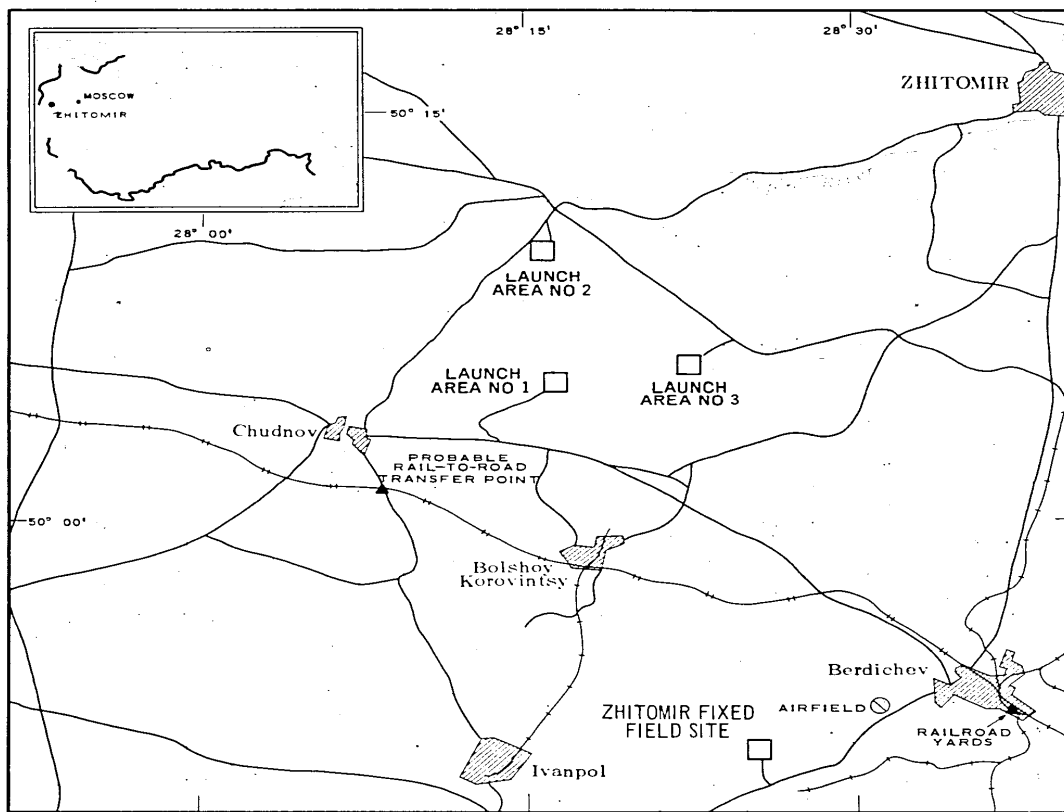 28° 15'
28° 30'
ZHITOMIR
MOSCOW
ZHITOMIR
50° 15'
28° 00'
LAUNCH
AREA NO 2
LAUNCH
AREA NO 1
LAUNCH
AREA NO 3
Chudnov
PROBABLE
RAIL-TO-ROAD
TRANSFER POINT
50° 00'
Bolshoy
Korovintsy
Berdichev
AIRFIELD
ZHITOMIR FIXED
FIELD SITE
RAILROAD
YARDS
Ivanpol